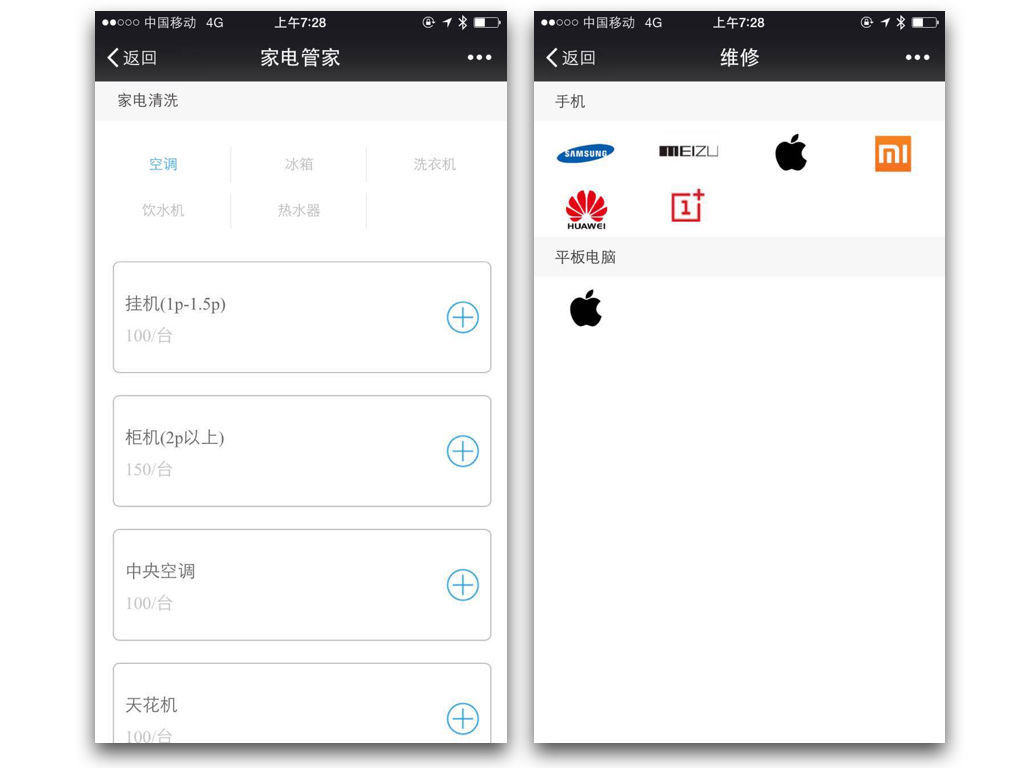 中国移动 4G 上午7:28
返回 家电管家
家电清洗
空调 冰箱 洗衣机
饮水机 热水器
挂机(1p-1.5p)
100/台
柜机(2p以上)
150/台
中央空调
100/台
天花机
100/台
中国移动 4G 上午7:28
返回 维修
手机
SAMSUNG MEIZU mi
HUAWEI 1+
平板电脑